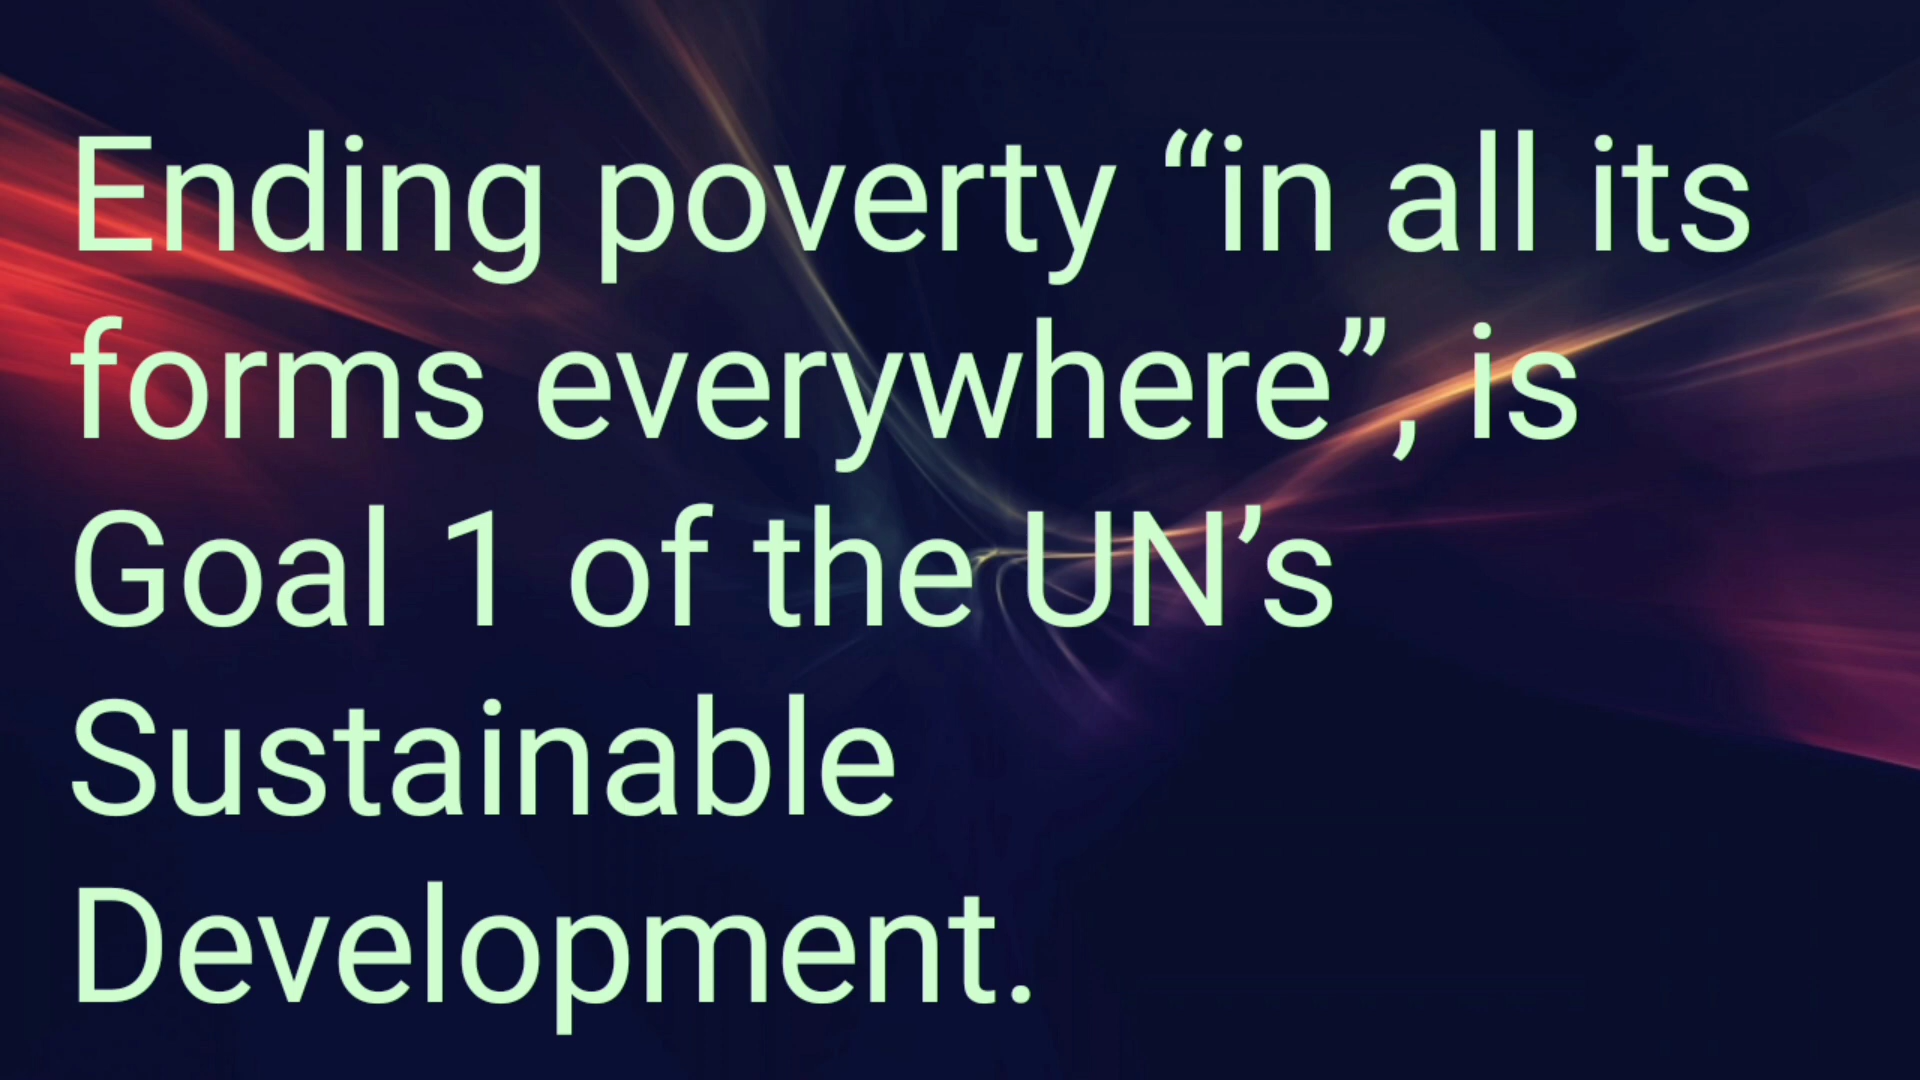 Ending poverty “in all its
forms everywhere”, is
Goal 1 of the UN’s
Sustainable
Development.